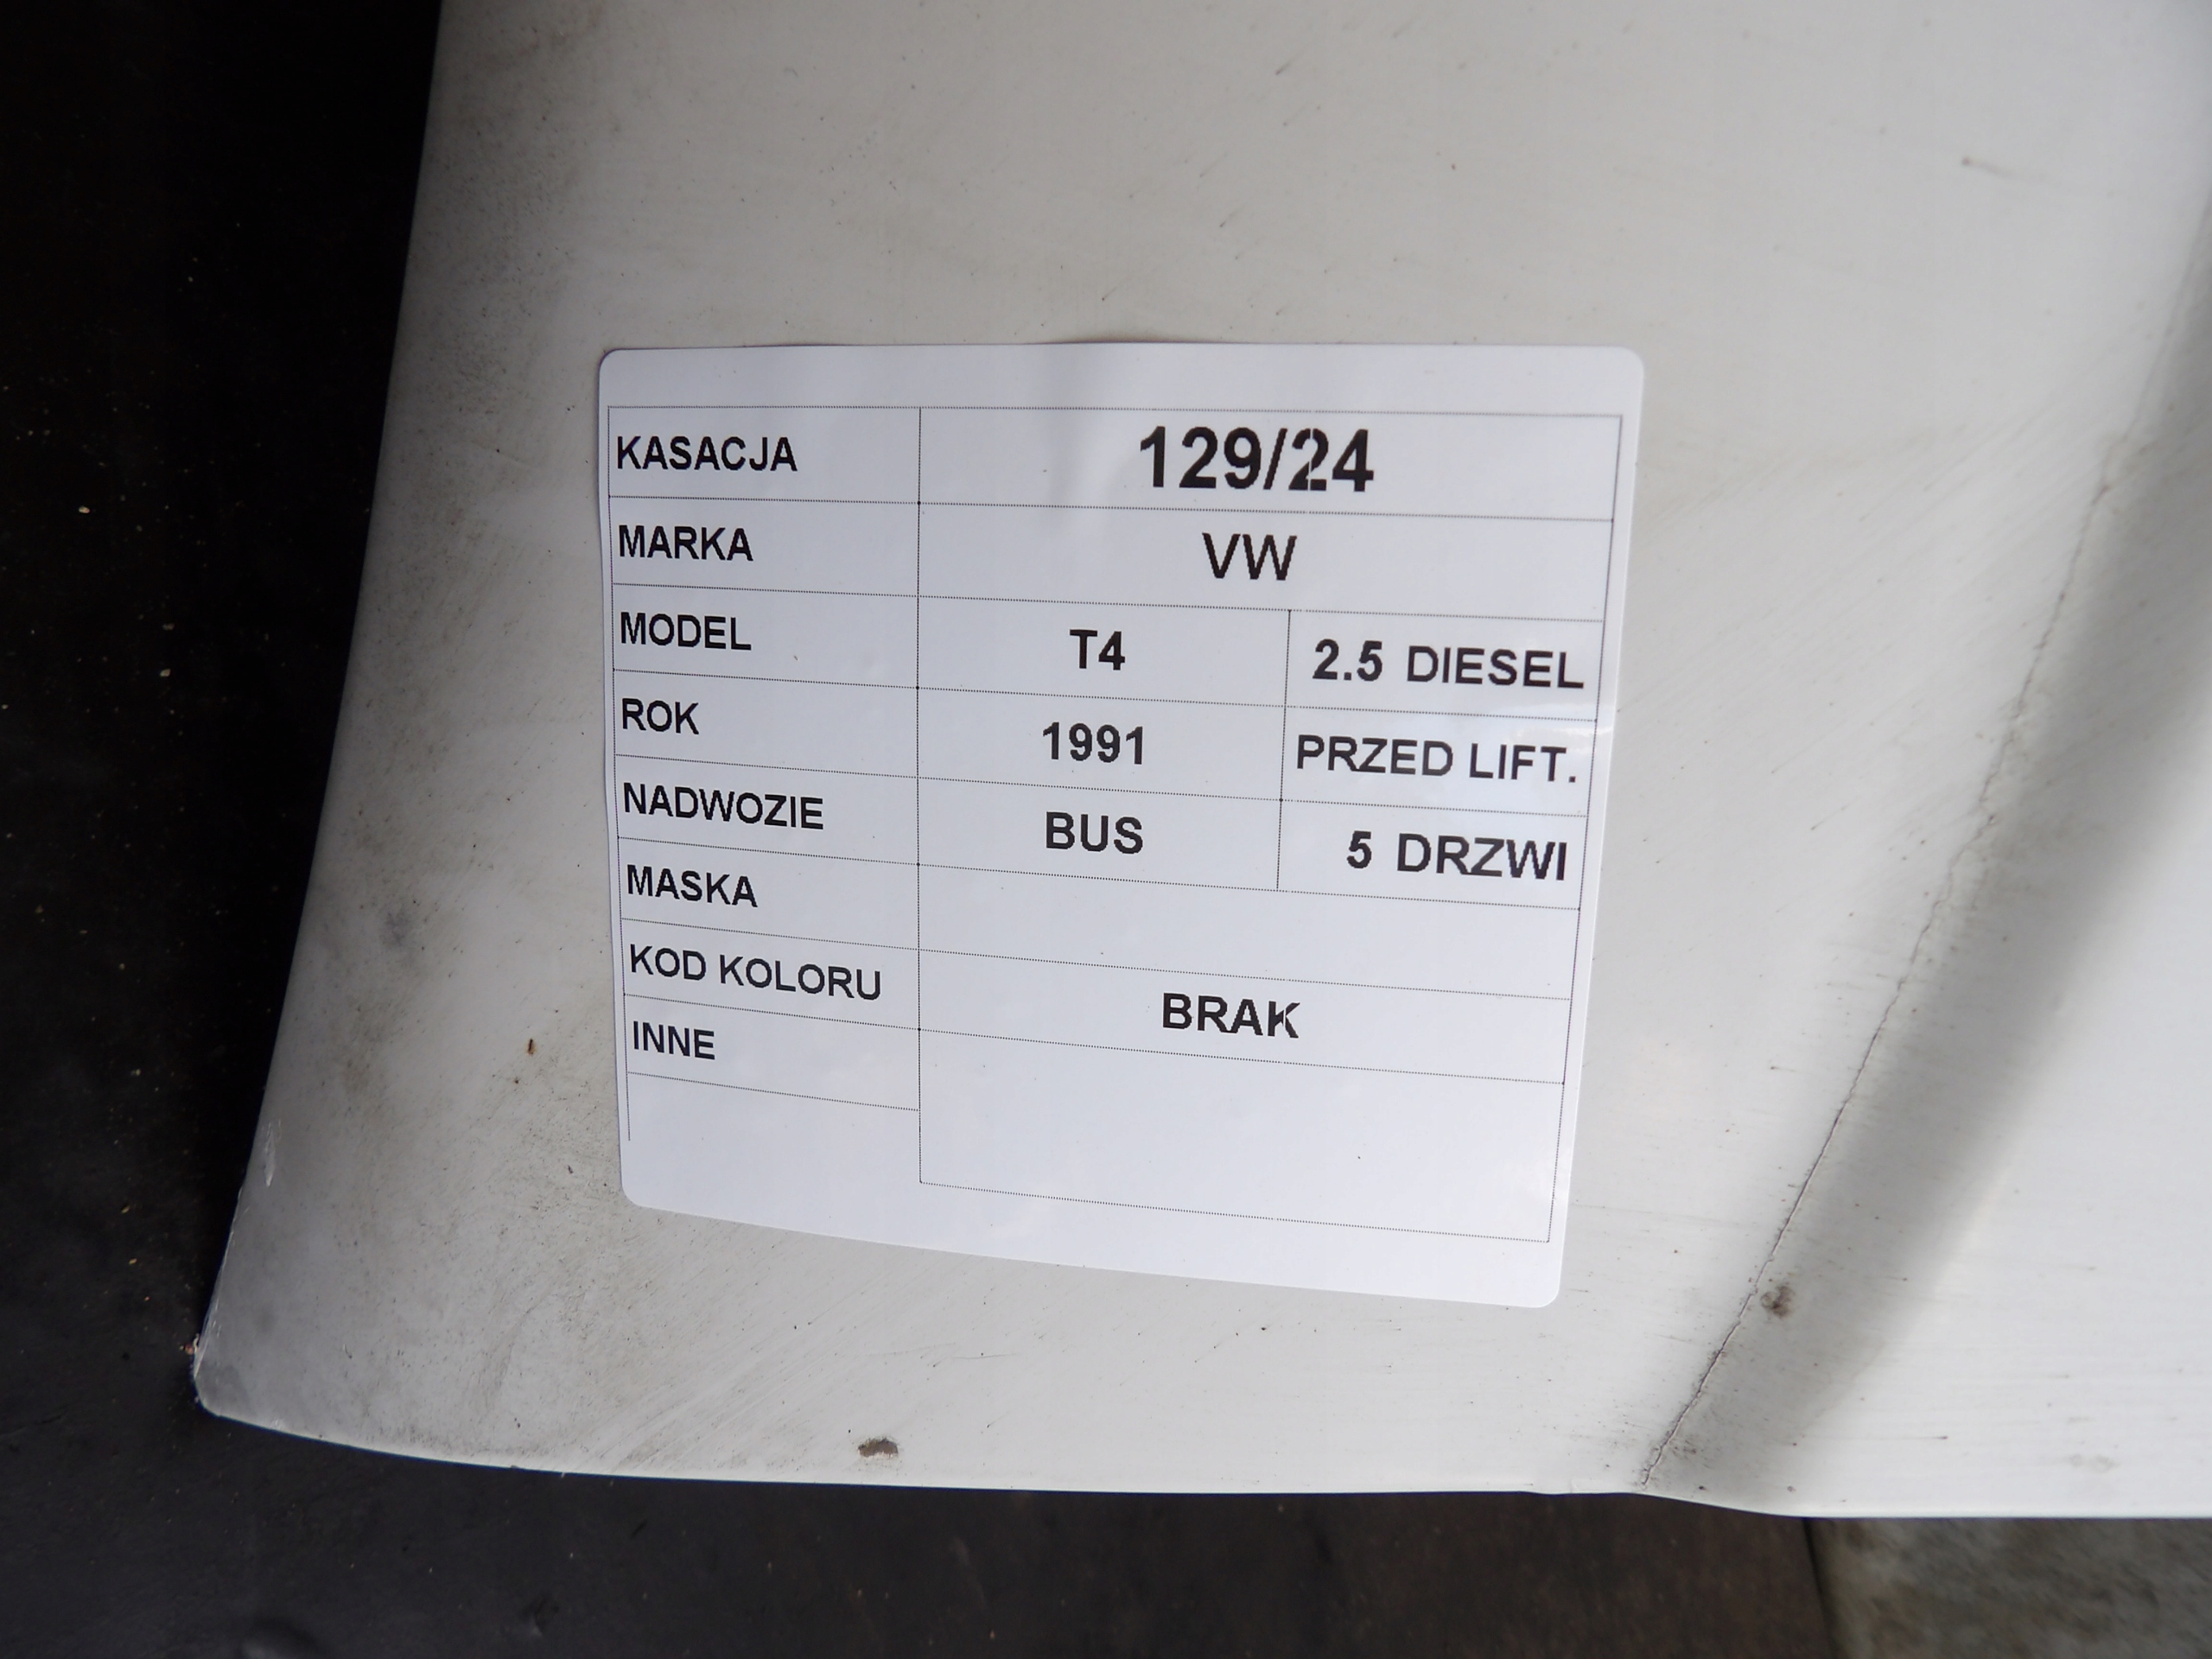 KASACJA 129/24
MARKA VW
MODEL T4 2.5 DIESEL
ROK 1991 PRZED LIFT.
NADWOZIE BUS 5 DRZWI
MASKA
KOD KOLORU BRAK
INNE